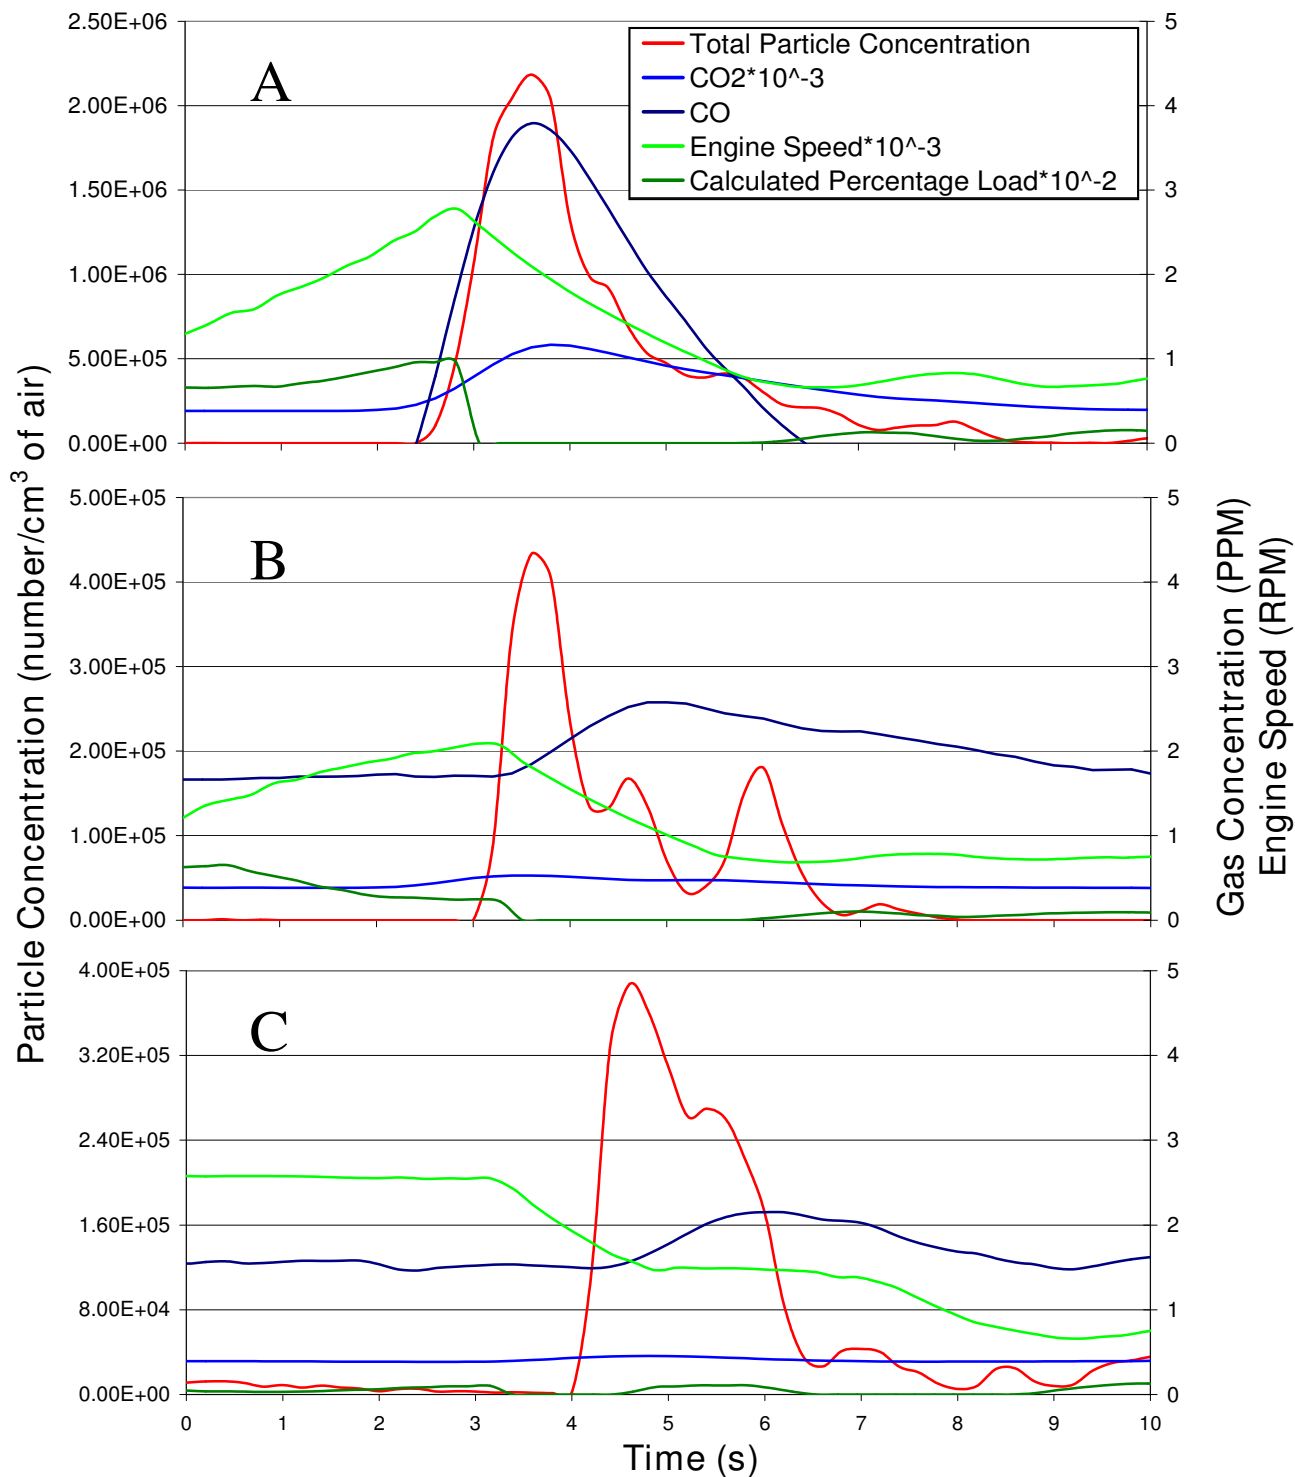 Particle Concentration (number/cm³ of air)
2.50E+06
2.00E+06
1.50E+06
1.00E+06
5.00E+05
0.00E+00
A
Total Particle Concentration
CO2*10^-3
CO
Engine Speed*10^-3
Calculated Percentage Load*10^-2
5
4
3
2
1
0
5.00E+05
4.00E+05
3.00E+05
2.00E+05
1.00E+05
0.00E+00
B
5
4
3
2
1
0
4.00E+05
3.20E+05
2.40E+05
1.60E+05
8.00E+04
0.00E+00
C
5
4
3
2
1
0
Gas Concentration (PPM)
Engine Speed (RPM)
0 1 2 3 4 5 6 7 8 9 10
Time (s)